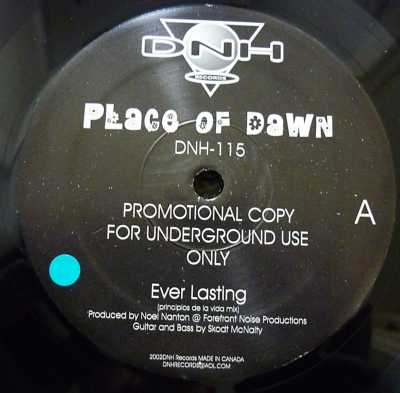 DNH
RECORDS
PLace OF DaWN
DNH-115
PROMOTIONAL COPY
FOR UNDERGROUND USE
ONLY
A
Ever Lasting
(principios de la vida mix)
Produced by Noel Nanton @ Forefront Noise Productions
Guitar and Bass by Skodt McNalty
2002DNH Records MADE IN CANADA
DNHRECORDS@AOL.COM